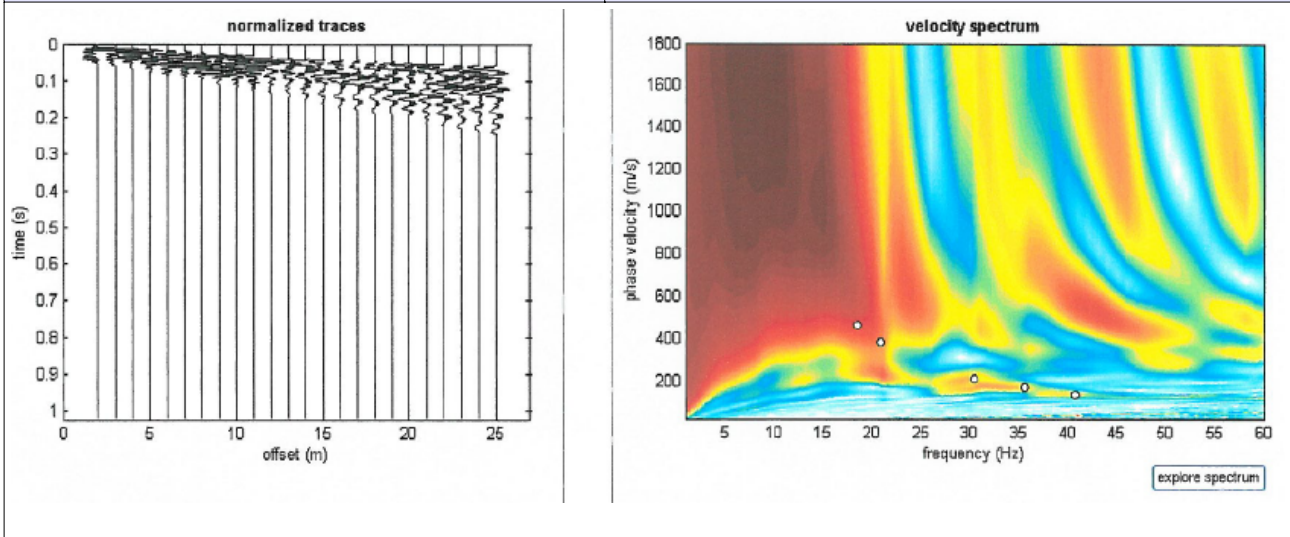 normalized traces
0
0.1
0.2
0.3
0.4
0.5
0.6
0.7
0.8
0.9
1
time (s)
0 5 10 15 20 25
offset (m)
velocity spectrum
1600
1400
1200
1000
800
600
400
200
phase velocity (m/s)
5 10 15 20 25 30 35 40 45 50 55 60
frequency (Hz)
explore spectrum